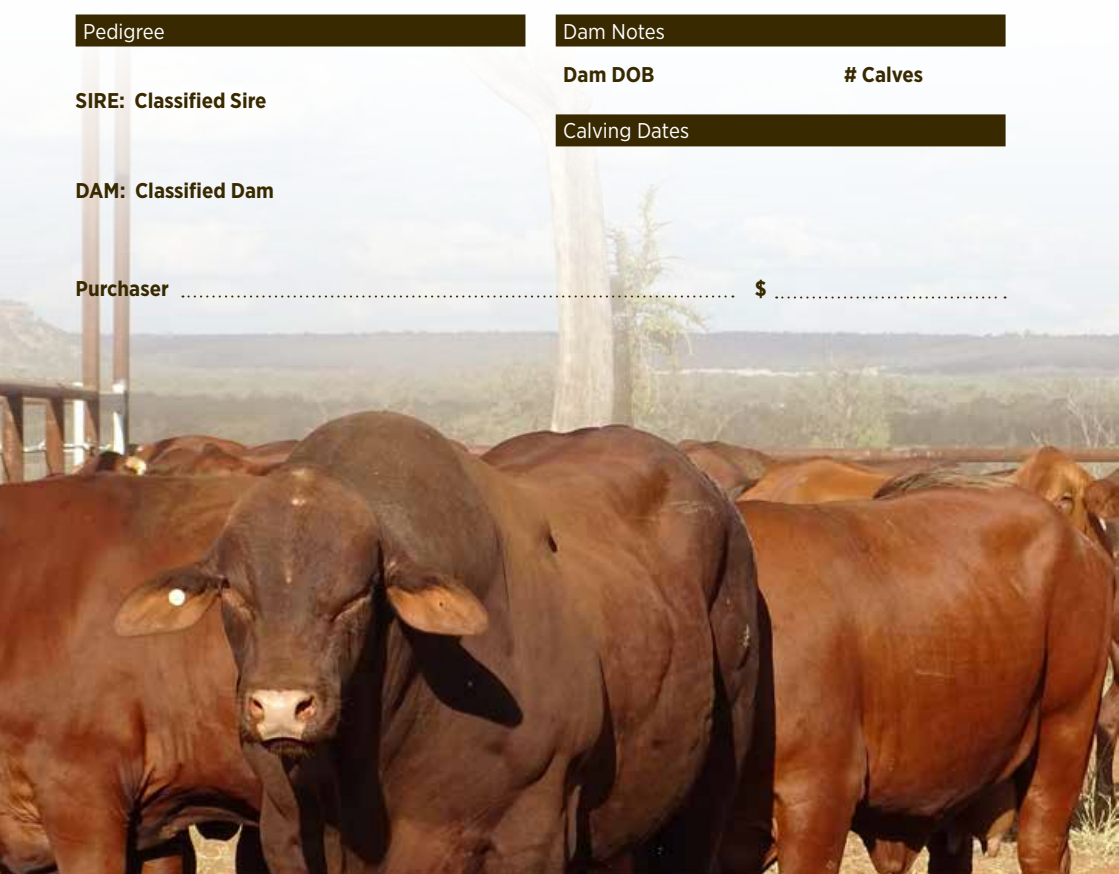 Pedigree
SIRE: Classified Sire
DAM: Classified Dam
Dam Notes
Dam DOB # Calves
Calving Dates
Purchaser ........................................ $ ....................